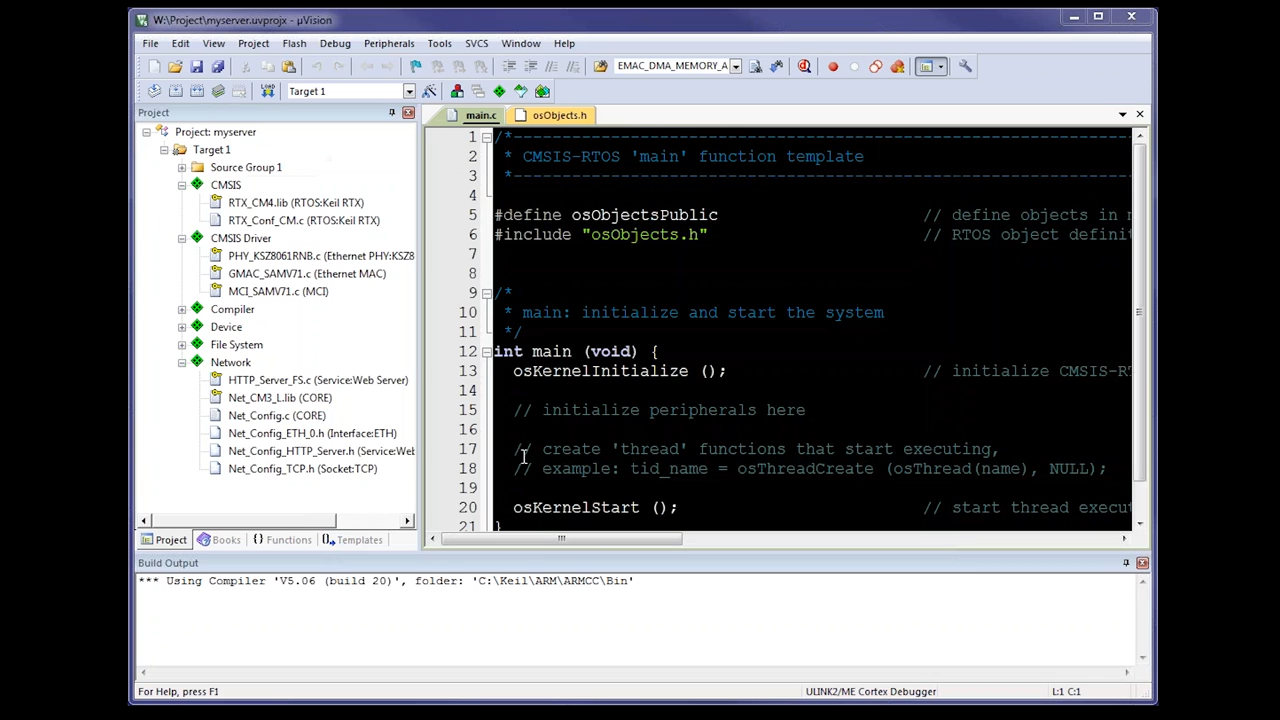 W:\Project\myserver.uvprojx - µVision
File Edit View Project Flash Debug Peripherals Tools SVCS Window Help
EMAC_DMA_MEMORY_A
LOAD Target 1
Project
main.c osObjects.h
Project: myserver
Target 1
Source Group 1
CMSIS
RTX_CM4.lib (RTOS:Keil RTX)
RTX_Conf_CM.c (RTOS:Keil RTX)
CMSIS Driver
PHY_KSZ8061RNB.c (Ethernet PHY:KSZ8
GMAC_SAMV71.c (Ethernet MAC)
MCI_SAMV71.c (MCI)
Compiler
Device
File System
Network
HTTP_Server_FS.c (Service:Web Server)
Net_CM3_L.lib (CORE)
Net_Config.c (CORE)
Net_Config_ETH_0.h (Interface:ETH)
Net_Config_HTTP_Server.h (Service:We
Net_Config_TCP.h (Socket:TCP)
Project Books {} Functions Templates
1 /*----------------------------------------------------------------
2 * CMSIS-RTOS 'main' function template
3 *---------------------------------------------------------------
4
5 #define osObjectsPublic // define objects in m
6 #include "osObjects.h" // RTOS object definit
7
8
9 /*
10 * main: initialize and start the system
11 */
12 int main (void) {
13 osKernelInitialize (); // initialize CMSIS-RT
14
15 // initialize peripherals here
16
17 // create 'thread' functions that start executing,
18 // example: tid_name = osThreadCreate (osThread(name), NULL);
19
20 osKernelStart (); // start thread execut
21 }
Build Output
*** Using Compiler 'V5.06 (build 20)', folder: 'C:\Keil\ARM\ARMCC\Bin'
For Help, press F1 ULINK2/ME Cortex Debugger L:1 C:1